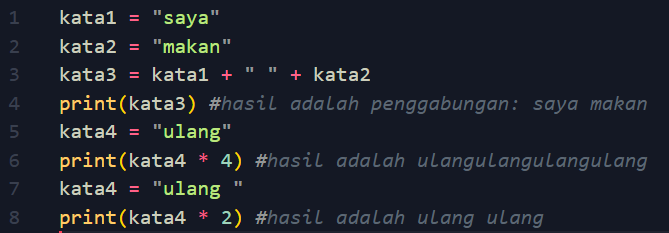 1 kata1 = "saya"
2 kata2 = "makan"
3 kata3 = kata1 + " " + kata2
4 print(kata3) #hasil adalah penggabungan: saya makan
5 kata4 = "ulang"
6 print(kata4 * 4) #hasil adalah ulangulangulangulang
7 kata4 = "ulang "
8 print(kata4 * 2) #hasil adalah ulang ulang